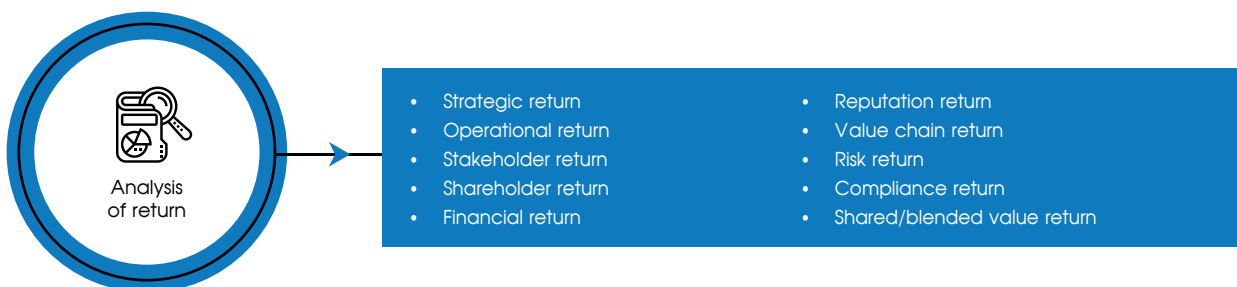 Analysis
of return
• Strategic return
• Operational return
• Stakeholder return
• Shareholder return
• Financial return
• Reputation return
• Value chain return
• Risk return
• Compliance return
• Shared/blended value return